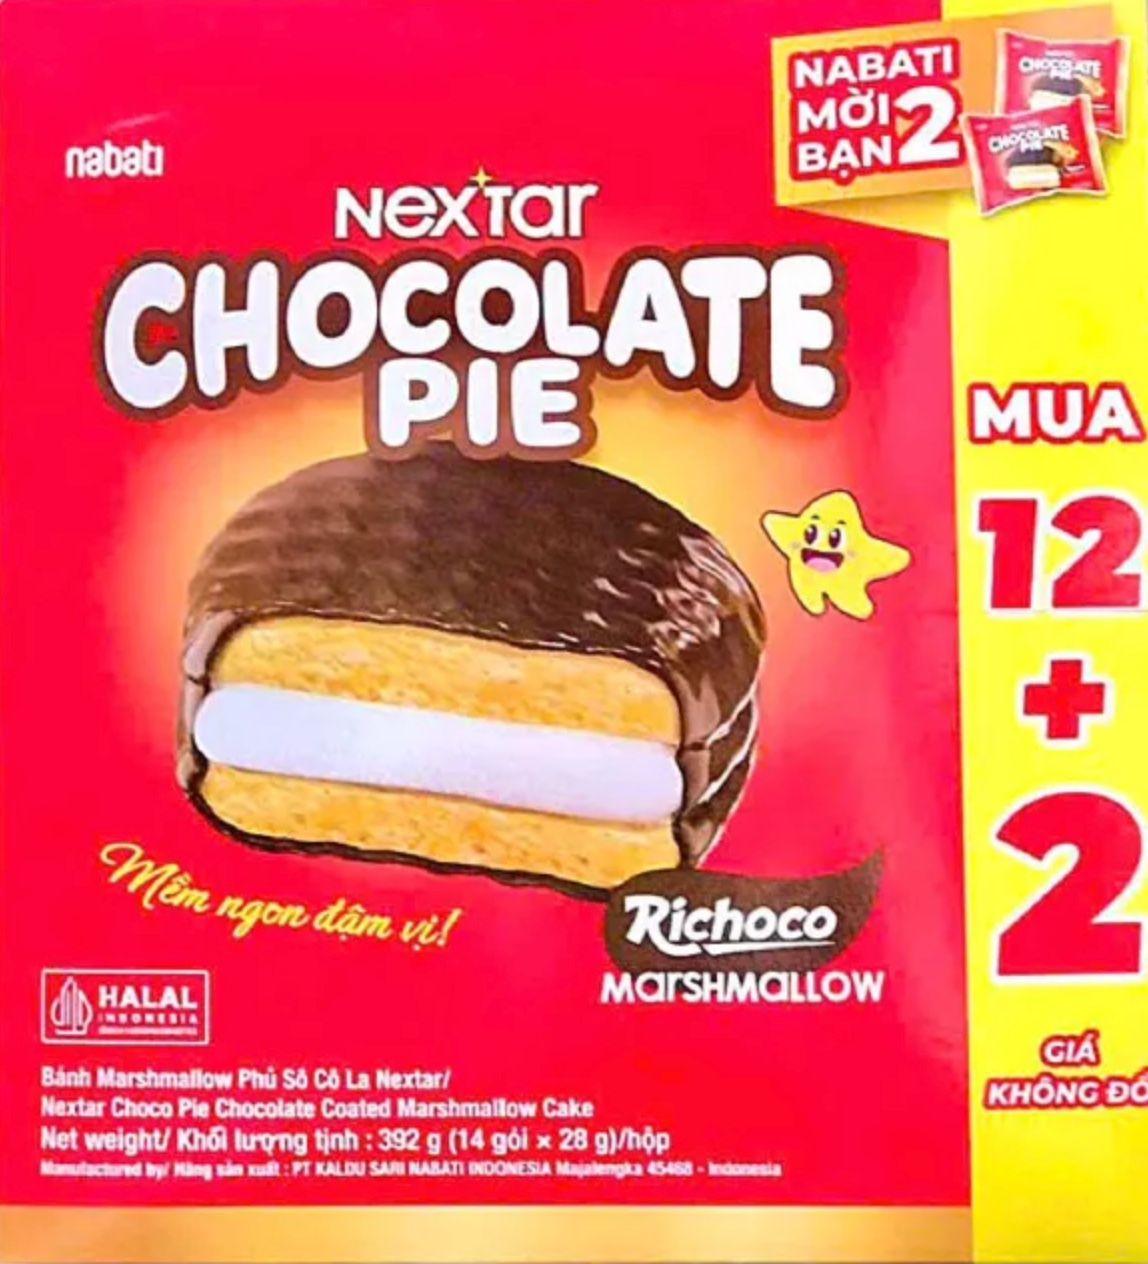 nabati
NABATI
MỜI
BẠN 2
CHOCOLATE
PIE
CHOCOLATE
PIE
Nextar
CHOCOLATE
PIE
MUA
12
+
2
GIÁ
KHÔNG ĐỔ
Mềm ngon đậm vị!
Richoco
MARSHMALLOW
HALAL
INDONESIA
Bánh Marshmallow Phủ Sô Cô La Nextar/
Nextar Choco Pie Chocolate Coated Marshmallow Cake
Net weight/ Khối lượng tịnh : 392 g (14 gói x 28 g)/hộp
Manufactured by/ Hãng sản xuất : PT KALDU SARI NABATI INDONESIA Majalengka 45468 - Indonesia